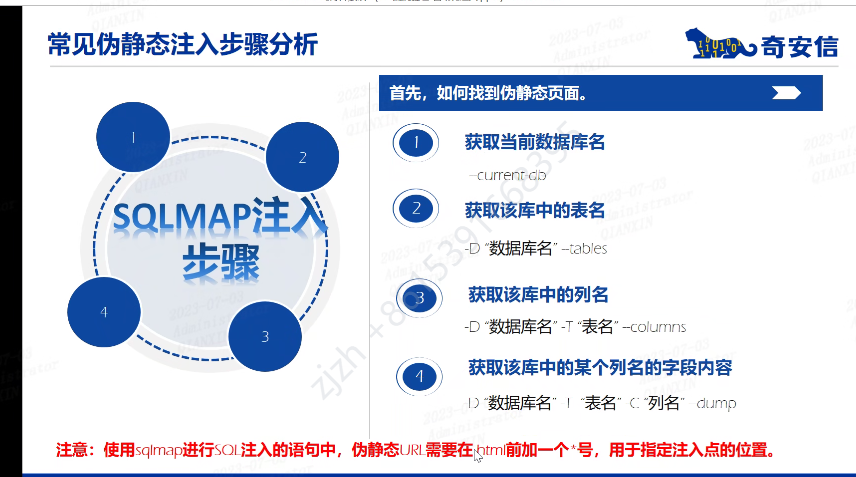 常见伪静态注入步骤分析
奇安信
首先，如何找到伪静态页面。
1
2
3
4
SQLMAP注入
步骤
1
获取当前数据库名
--current-db
2
获取该库中的表名
-D “数据库名” --tables
3
获取该库中的列名
-D “数据库名” -T “表名” --columns
4
获取该库中的某个列名的字段内容
-D “数据库名” -T “表名” -C “列名” --dump
注意：使用sqlmap进行SQL注入的语句中，伪静态URL需要在.html前加一个*号，用于指定注入点的位置。